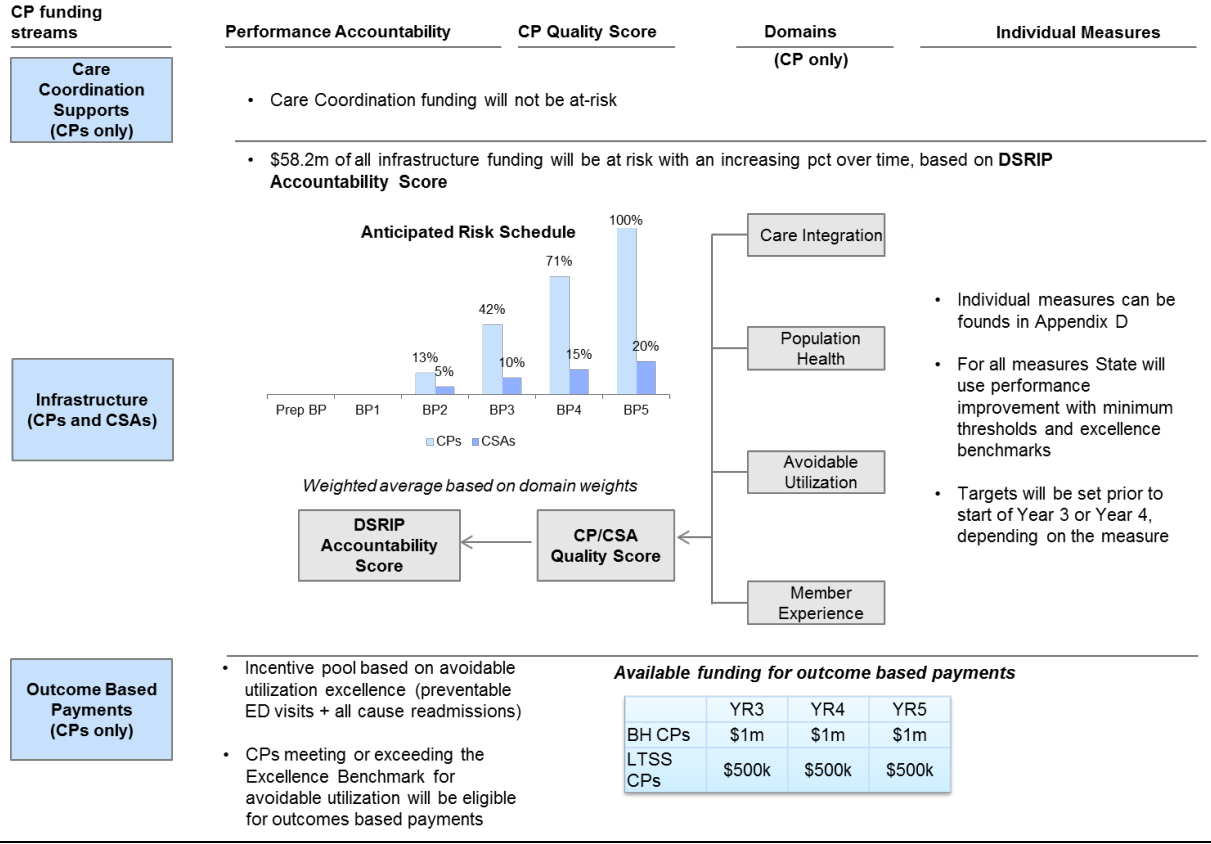 CP funding
streams
Performance Accountability
CP Quality Score
Domains
(CP only)
Individual Measures
Care
Coordination
Supports
(CPs only)
• Care Coordination funding will not be at-risk
• $58.2m of all infrastructure funding will be at risk with an increasing pct over time, based on DSRIP
Accountability Score
Infrastructure
(CPs and CSAs)
Anticipated Risk Schedule
13%
5%
42%
10%
71%
15%
100%
20%
Prep BP
BP1
BP2
BP3
BP4
BP5
CPs
CSAs
Weighted average based on domain weights
DSRIP
Accountability
Score
CP/CSA
Quality Score
Care Integration
Population
Health
Avoidable
Utilization
Member
Experience
• Individual measures can be
founds in Appendix D
• For all measures State will
use performance
improvement with minimum
thresholds and excellence
benchmarks
• Targets will be set prior to
start of Year 3 or Year 4,
depending on the measure
Outcome Based
Payments
(CPs only)
• Incentive pool based on avoidable
utilization excellence (preventable
ED visits + all cause readmissions)
• CPs meeting or exceeding the
Excellence Benchmark for
avoidable utilization will be eligible
for outcomes based payments
Available funding for outcome based payments
YR3 YR4 YR5
BH CPs $1m $1m $1m
LTSS
CPs $500k $500k $500k